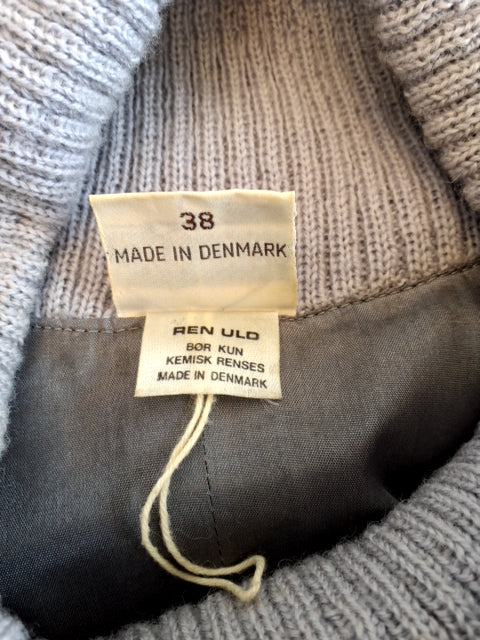 38
MADE IN DENMARK
REN ULD
BØR KUN
KEMISK RENSES
MADE IN DENMARK